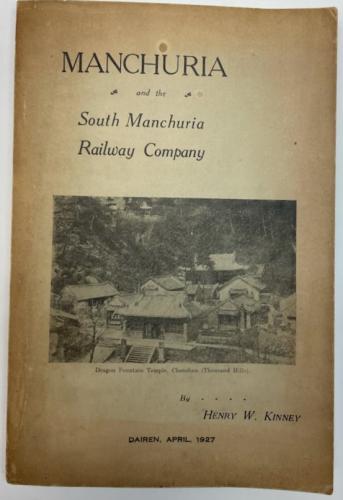 MANCHURIA
and the
South Manchuria
Railway Company
Dragon Fountain Temple, Chienshan (Thousand Hills).
By . . . .
HENRY W. KINNEY
DAIREN, APRIL, 1927